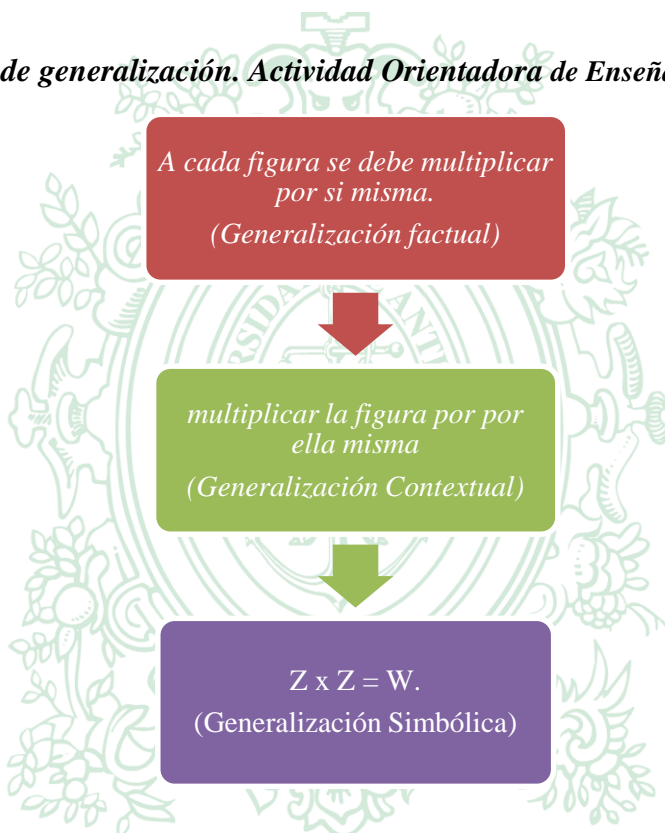 de generalización. Actividad Orientadora de Enseña
A cada figura se debe multiplicar
por si misma.
(Generalización factual)
multiplicar la figura por por
ella misma
(Generalización Contextual)
Z x Z = W.
(Generalización Simbólica)